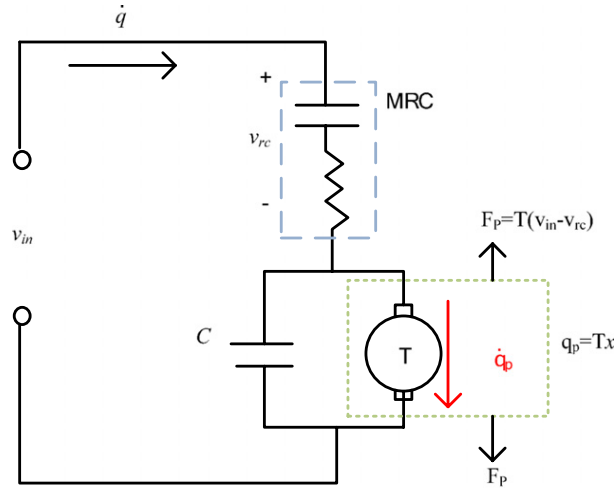 q̇
+
MRC
v_rc
-
F_P=T(v_in-v_rc)
v_in
C
T
q̇_p
q_p=Tx
F_P